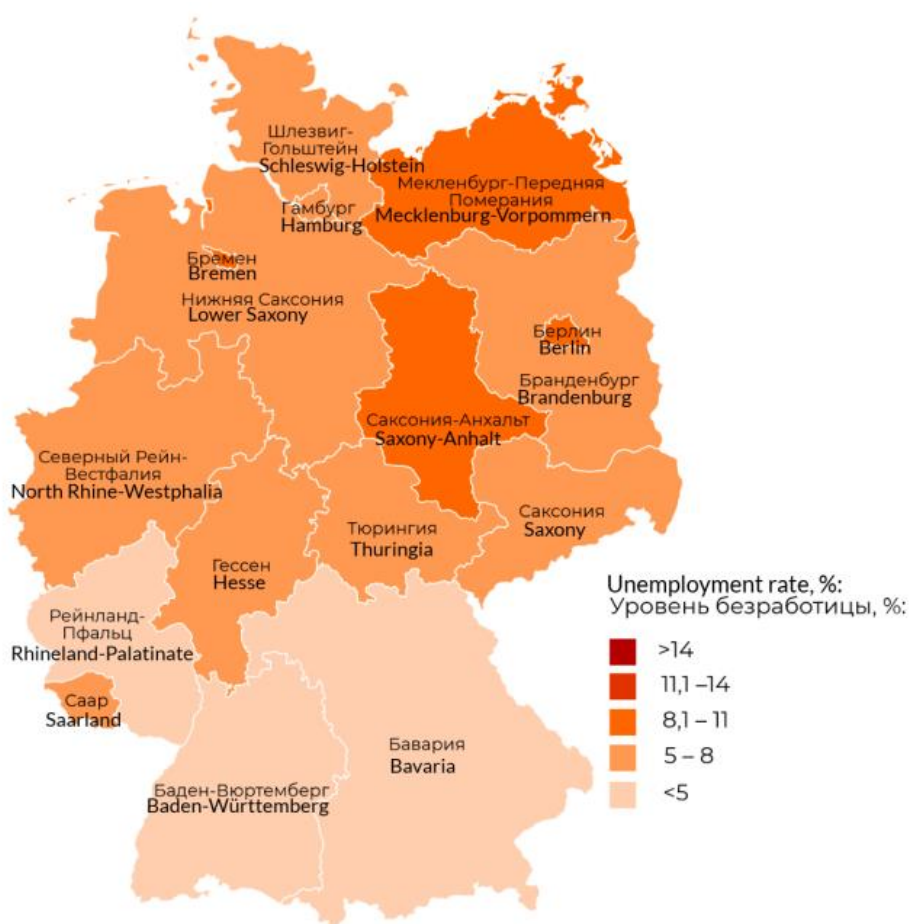 Шлезвиг-
Гольштейн
Schleswig-Holstein
Мекленбург-Передняя
Померания
Mecklenburg-Vorpommern
Гамбург
Hamburg
Бремен
Bremen
Нижняя Саксония
Lower Saxony
Берлин
Berlin
Бранденбург
Brandenburg
Саксония-Анхальт
Saxony-Anhalt
Северный Рейн-
Вестфалия
North Rhine-Westphalia
Саксония
Saxony
Тюрингия
Thuringia
Гессен
Hesse
Рейнланд-
Пфальц
Rhineland-Palatinate
Саар
Saarland
Бавария
Bavaria
Баден-Вюртемберг
Baden-Württemberg
Unemployment rate, %:
Уровень безработицы, %:
>14
11,1 –14
8,1 – 11
5 – 8
<5